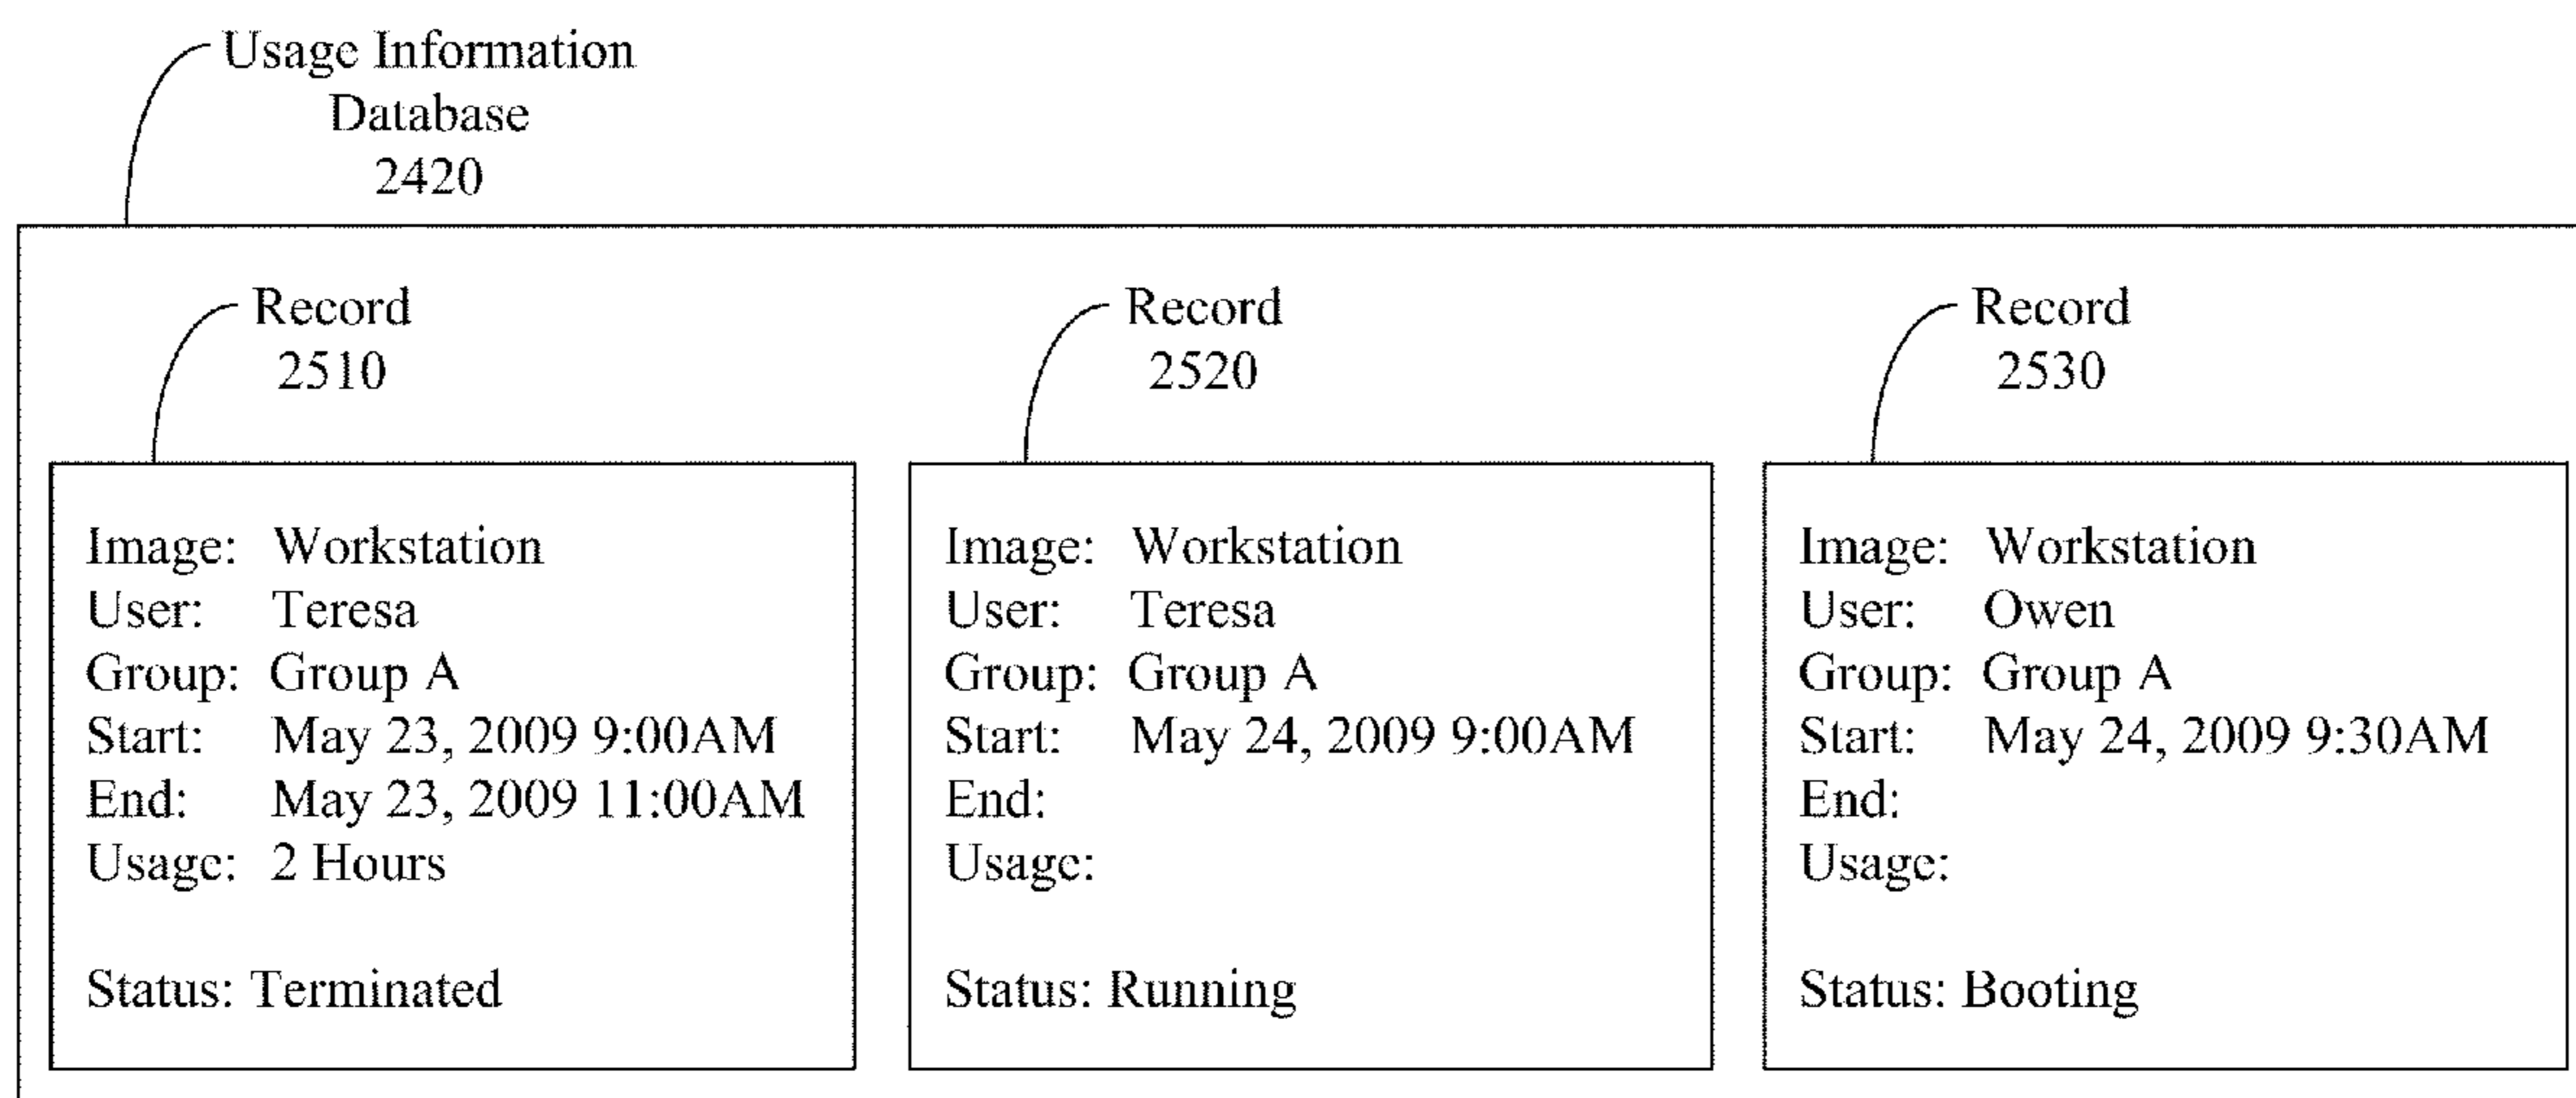 Usage Information
Database
2420
Record
2510
Record
2520
Record
2530
Image: Workstation
User: Teresa
Group: Group A
Start: May 23, 2009 9:00AM
End: May 23, 2009 11:00AM
Usage: 2 Hours
Status: Terminated
Image: Workstation
User: Teresa
Group: Group A
Start: May 24, 2009 9:00AM
End:
Usage:
Status: Running
Image: Workstation
User: Owen
Group: Group A
Start: May 24, 2009 9:30AM
End:
Usage:
Status: Booting